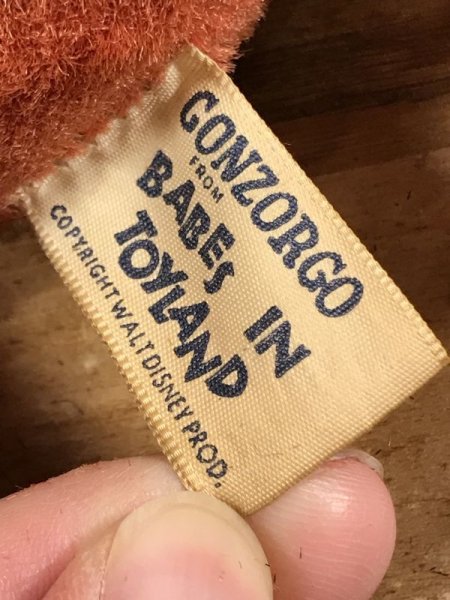 GONZORGO
FROM
BABES IN
TOYLAND
COPYRIGHT WALT DISNEY PROD.